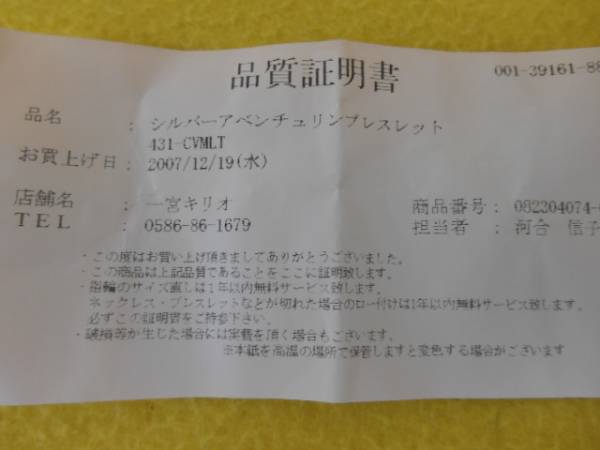 品質証明書
001-39161-88
品名 : シルバーアベンチュリンブレスレット
431-CVMLT
お買上げ日 : 2007/12/19(水)
店舗名 : 一宮キリオ
商品番号 : 082204074-
TEL : 0586-86-1679
担当者 : 河合 信子
・この度はお買い上げ頂きましてありがとうございました。
・この商品は上記品質であることをここに証明致します。
・指輪のサイズ直しは1年以内無料サービス致します。
ネックレス・ブレスレットなどが切れた場合のロー付けは1年以内無料サービス致します。
必ずこの証明書をご持参下さい。
・破損等が生じた場合には実費を頂く場合もございます。
※本紙を高温の場所で保管しますと変色する場合がございます